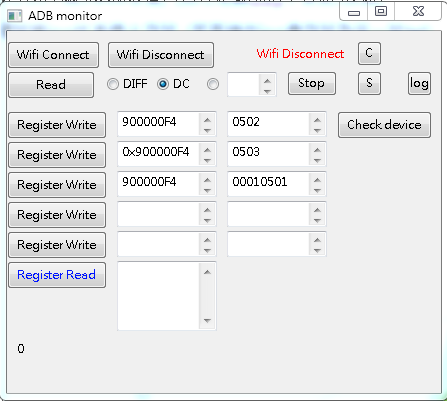 ADB monitor
Wifi Connect Wifi Disconnect Wifi Disconnect C
Read DIFF DC Stop S log
Register Write 900000F4 0502 Check device
Register Write 0x900000F4 0503
Register Write 900000F4 00010501
Register Write
Register Write
Register Read
0